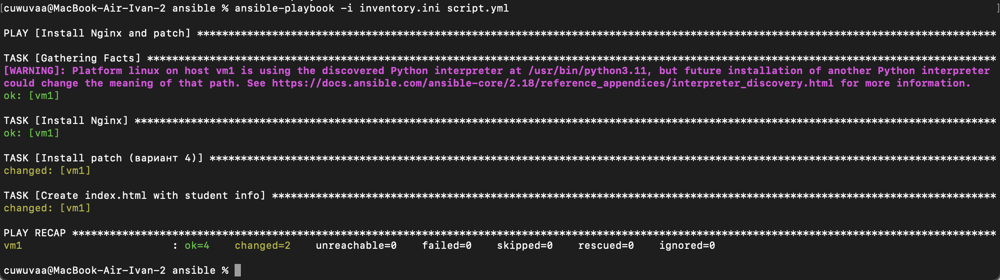 [cuwuvaa@MacBook-Air-Ivan-2 ansible % ansible-playbook -i inventory.ini script.yml ]
PLAY [Install Nginx and patch] *********************************************************************************************************************************
TASK [Gathering Facts] *****************************************************************************************************************************************
[WARNING]: Platform linux on host vm1 is using the discovered Python interpreter at /usr/bin/python3.11, but future installation of another Python interpreter
could change the meaning of that path. See https://docs.ansible.com/ansible-core/2.18/reference_appendices/interpreter_discovery.html for more information.
ok: [vm1]
TASK [Install Nginx] *******************************************************************************************************************************************
ok: [vm1]
TASK [Install patch (вариант 4)] *******************************************************************************************************************************
changed: [vm1]
TASK [Create index.html with student info] *********************************************************************************************************************
changed: [vm1]
PLAY RECAP *****************************************************************************************************************************************************
vm1                        : ok=4    changed=2    unreachable=0    failed=0    skipped=0    rescued=0    ignored=0
cuwuvaa@MacBook-Air-Ivan-2 ansible %